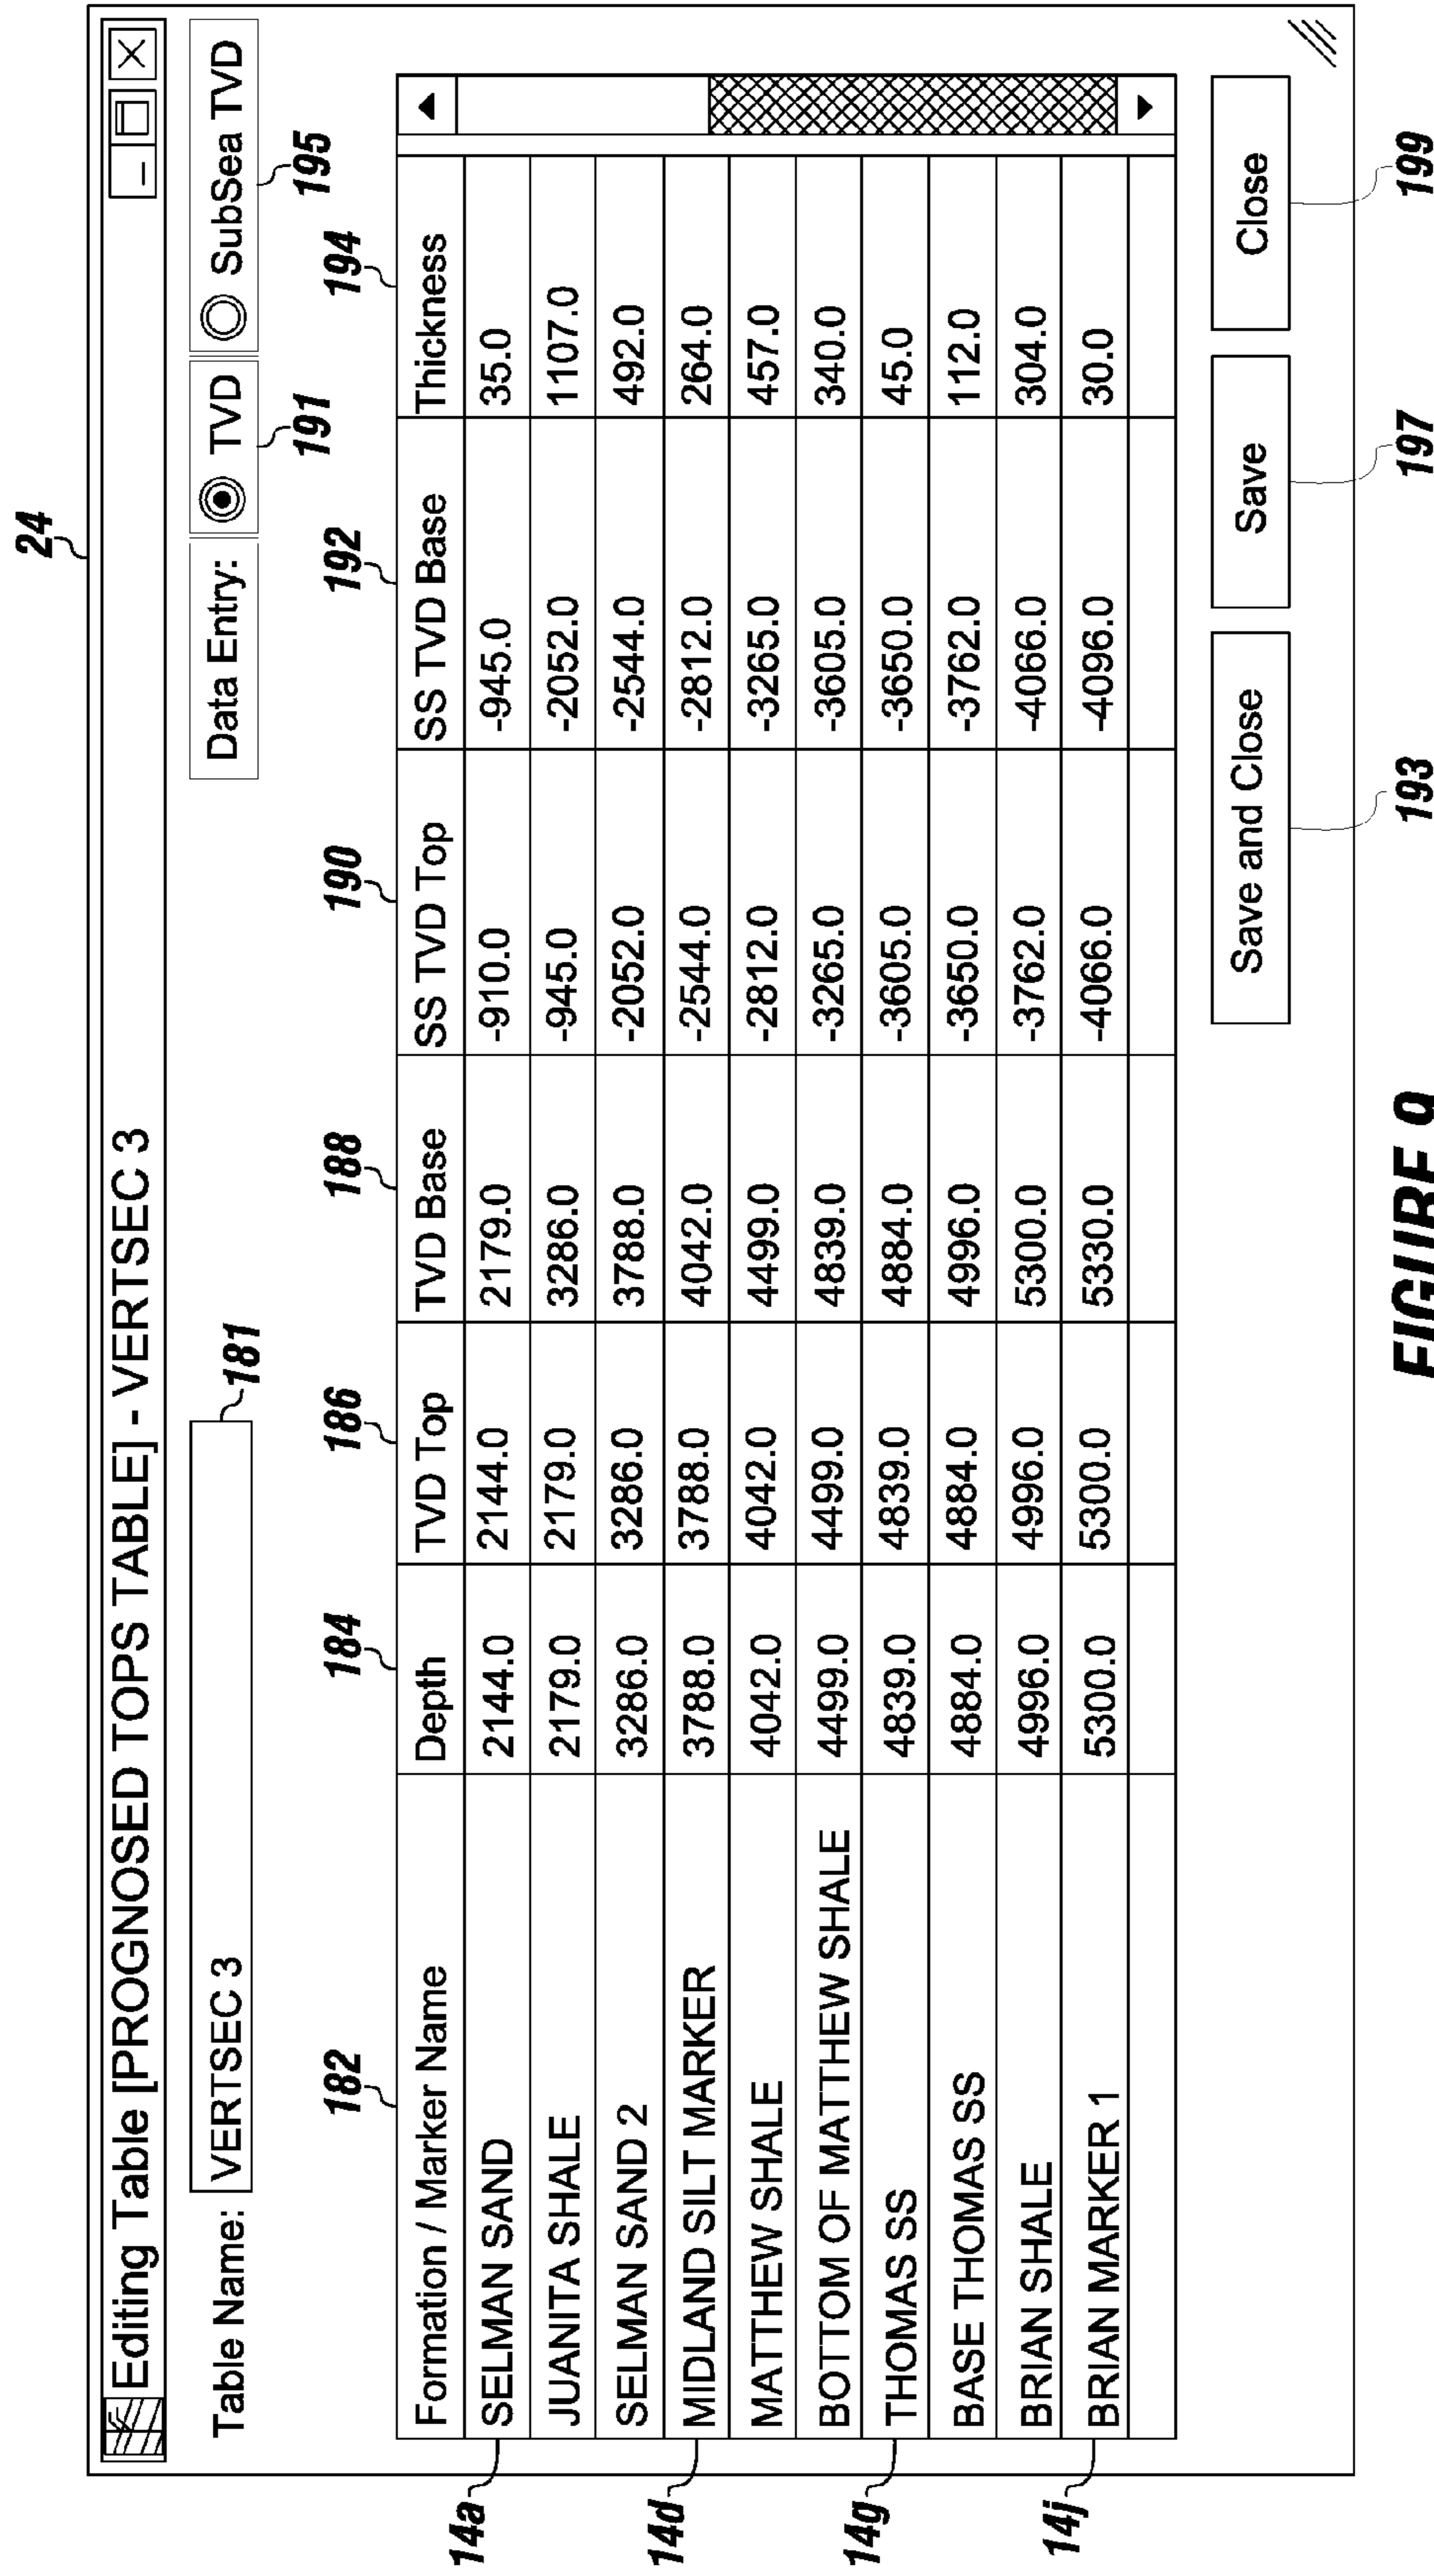 24
Editing Table [PROGNOSED TOPS TABLE] - VERTSEC 3
Table Name: VERTSEC 3 181 Data Entry: TVD SubSea TVD
191 195
182 184 186 188 190 192 194
Formation / Marker Name Depth TVD Top TVD Base SS TVD Top SS TVD Base Thickness
14a SELMAN SAND 2144.0 2144.0 2179.0 -910.0 -945.0 35.0
JUANITA SHALE 2179.0 2179.0 3286.0 -945.0 -2052.0 1107.0
SELMAN SAND 2 3286.0 3286.0 3788.0 -2052.0 -2544.0 492.0
14d MIDLAND SILT MARKER 3788.0 3788.0 4042.0 -2544.0 -2812.0 264.0
MATTHEW SHALE 4042.0 4042.0 4499.0 -2812.0 -3265.0 457.0
BOTTOM OF MATTHEW SHALE 4499.0 4499.0 4839.0 -3265.0 -3605.0 340.0
14g THOMAS SS 4839.0 4839.0 4884.0 -3605.0 -3650.0 45.0
BASE THOMAS SS 4884.0 4884.0 4996.0 -3650.0 -3762.0 112.0
BRIAN SHALE 4996.0 4996.0 5300.0 -3762.0 -4066.0 304.0
14j BRIAN MARKER 1 5300.0 5300.0 5330.0 -4066.0 -4096.0 30.0
Save and Close Save Close
193 197 199
FIGURE 9